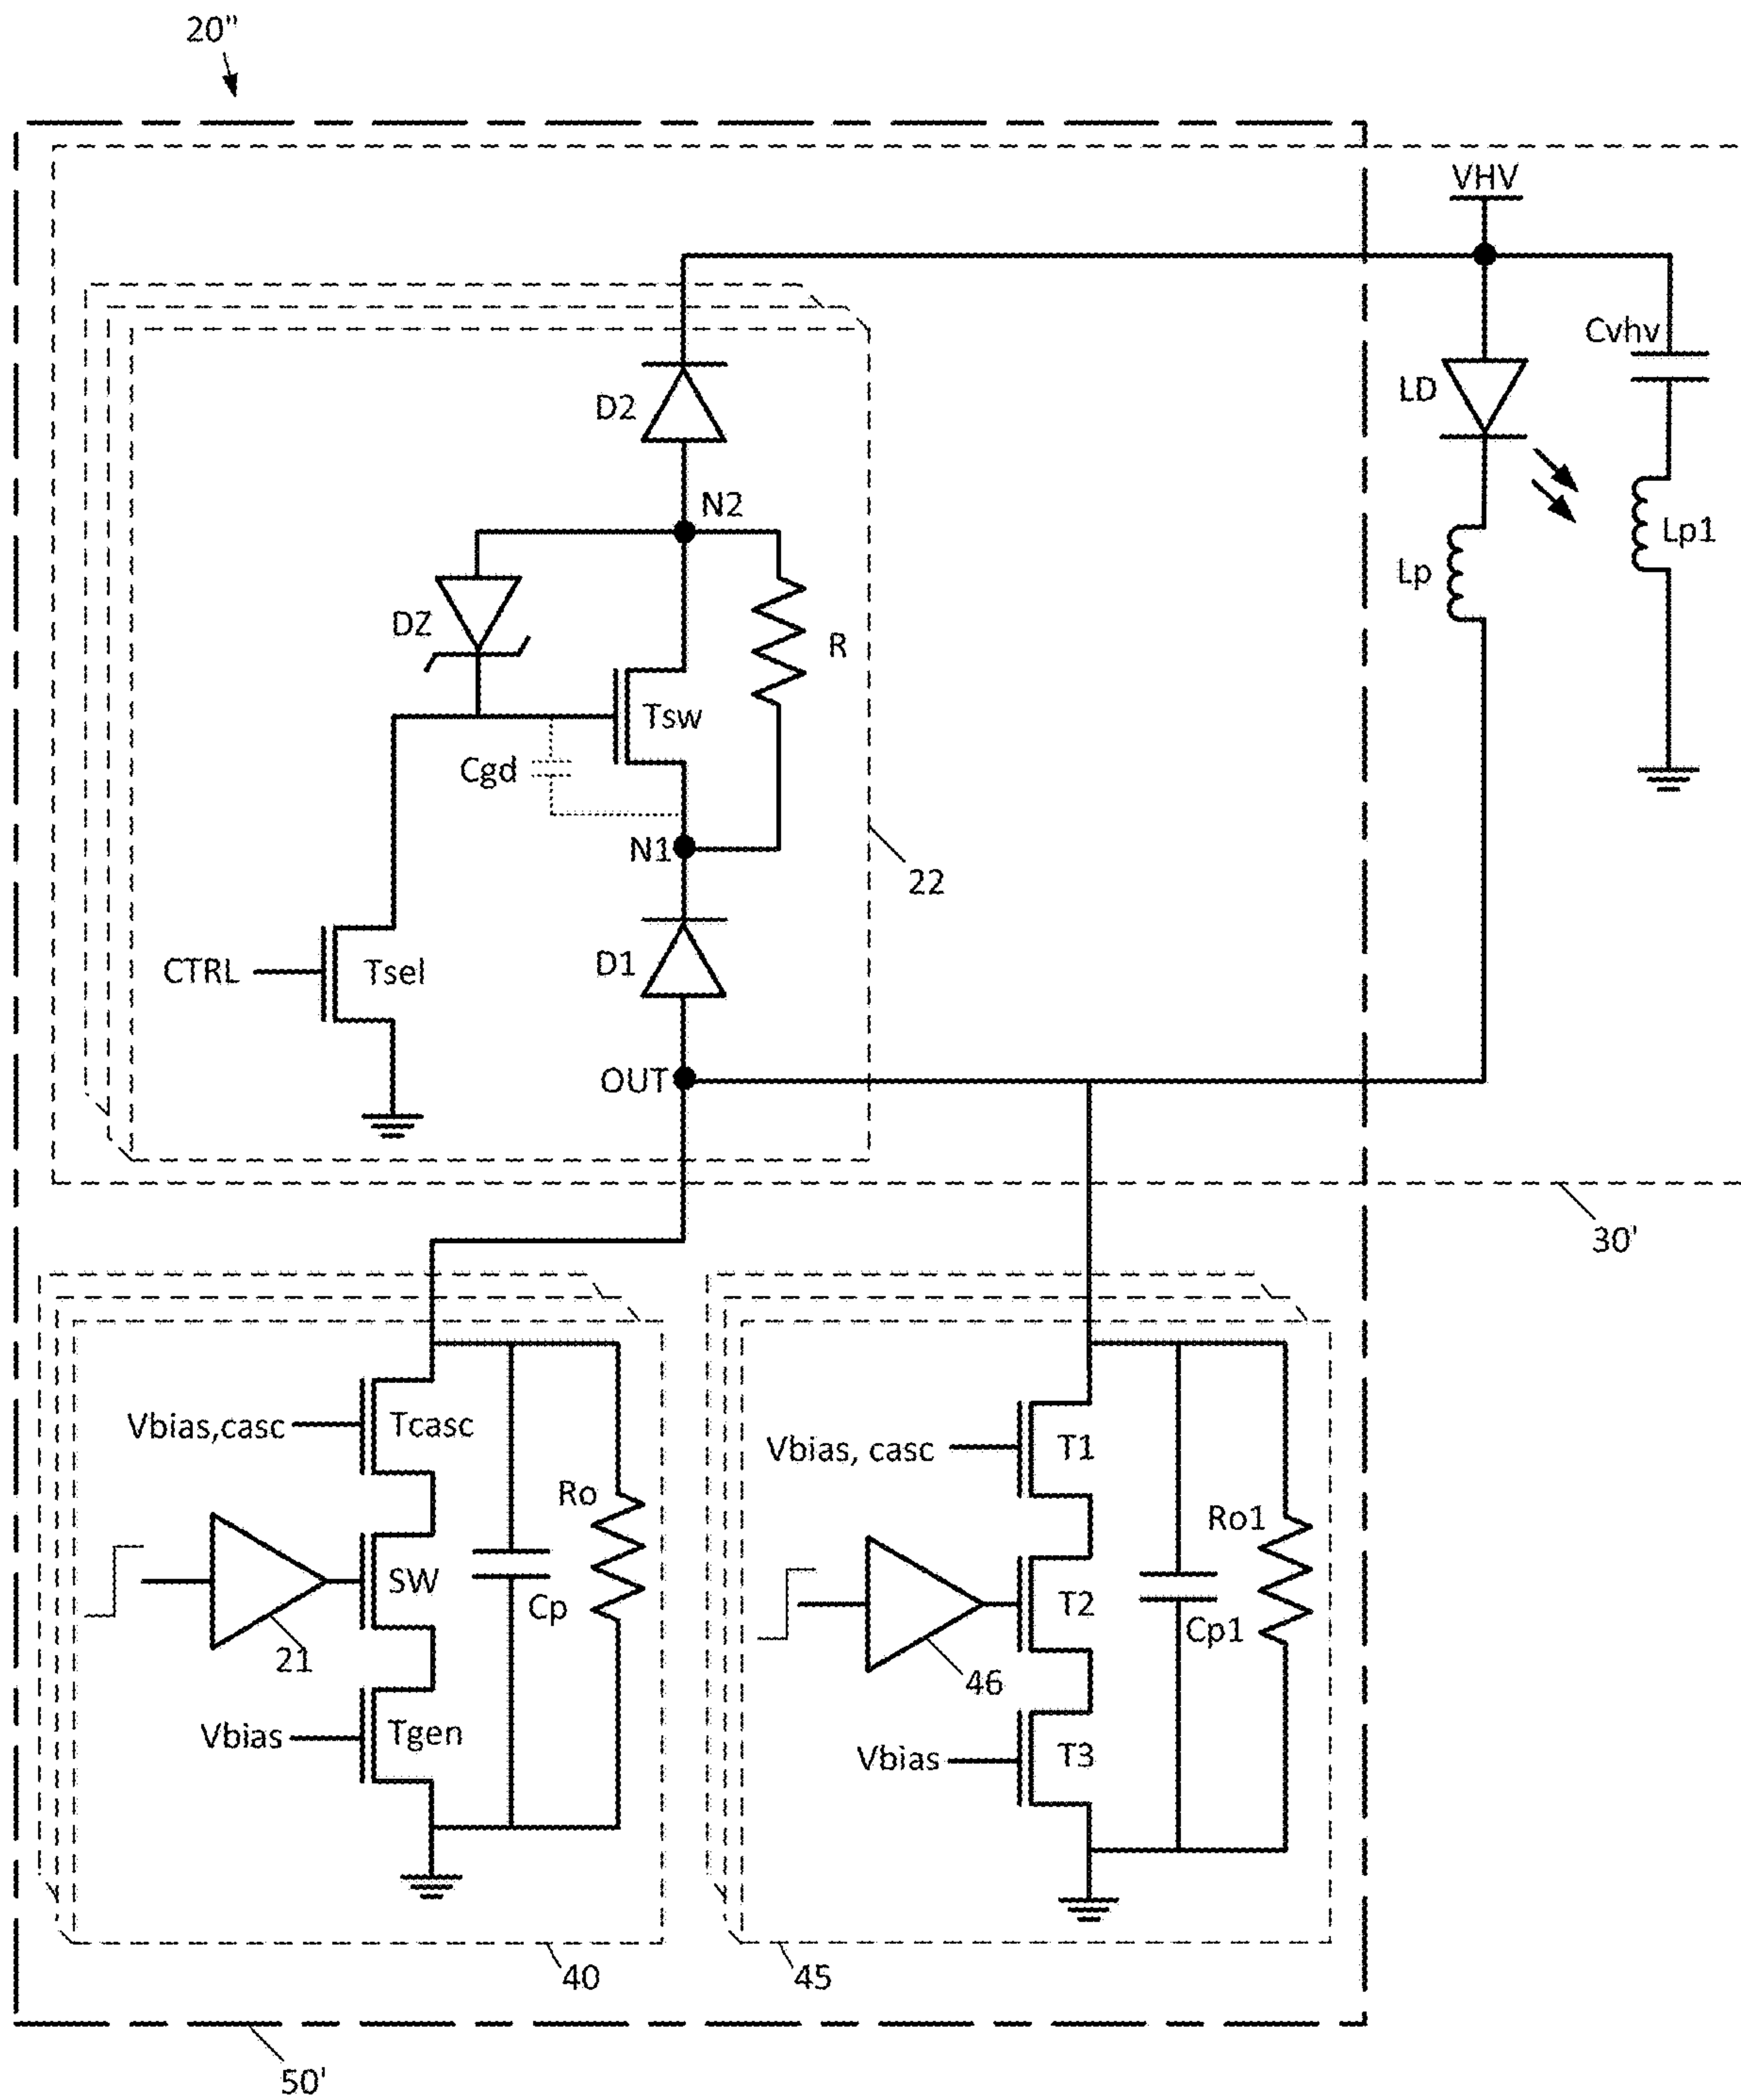 20"
VHV
Cvhv
LD
D2
N2
Lp1
Lp
DZ
R
Tsw
Cgd
N1
22
CTRL
Tsel
D1
OUT
30'
Vbias,casc
Tcasc
Vbias, casc
T1
Ro
Ro1
SW
Cp
T2
Cp1
21
46
Vbias
Tgen
Vbias
T3
40
45
50'